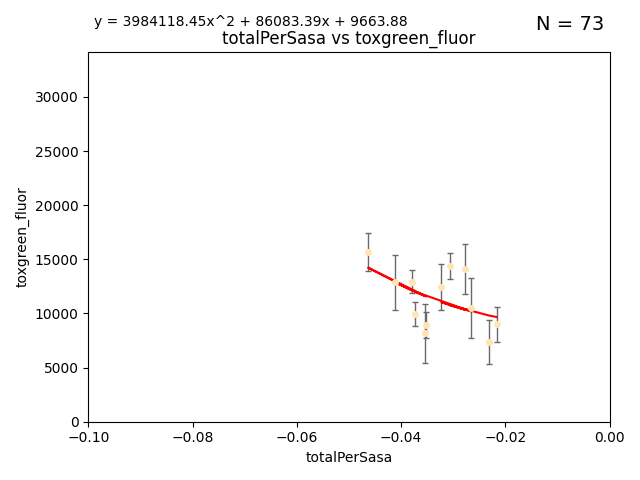 y = 3984118.45x^2 + 86083.39x + 9663.88
N = 73
totalPerSasa vs toxgreen_fluor
30000
25000
20000
15000
10000
5000
0
toxgreen_fluor
−0.10
−0.08
−0.06
−0.04
−0.02
0.00
totalPerSasa